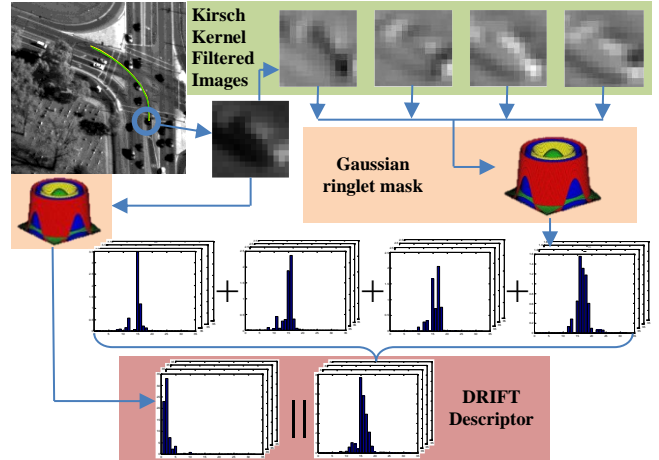 Kirsch
Kernel
Filtered
Images
Gaussian
ringlet mask
+
+
+
DRIFT
Descriptor